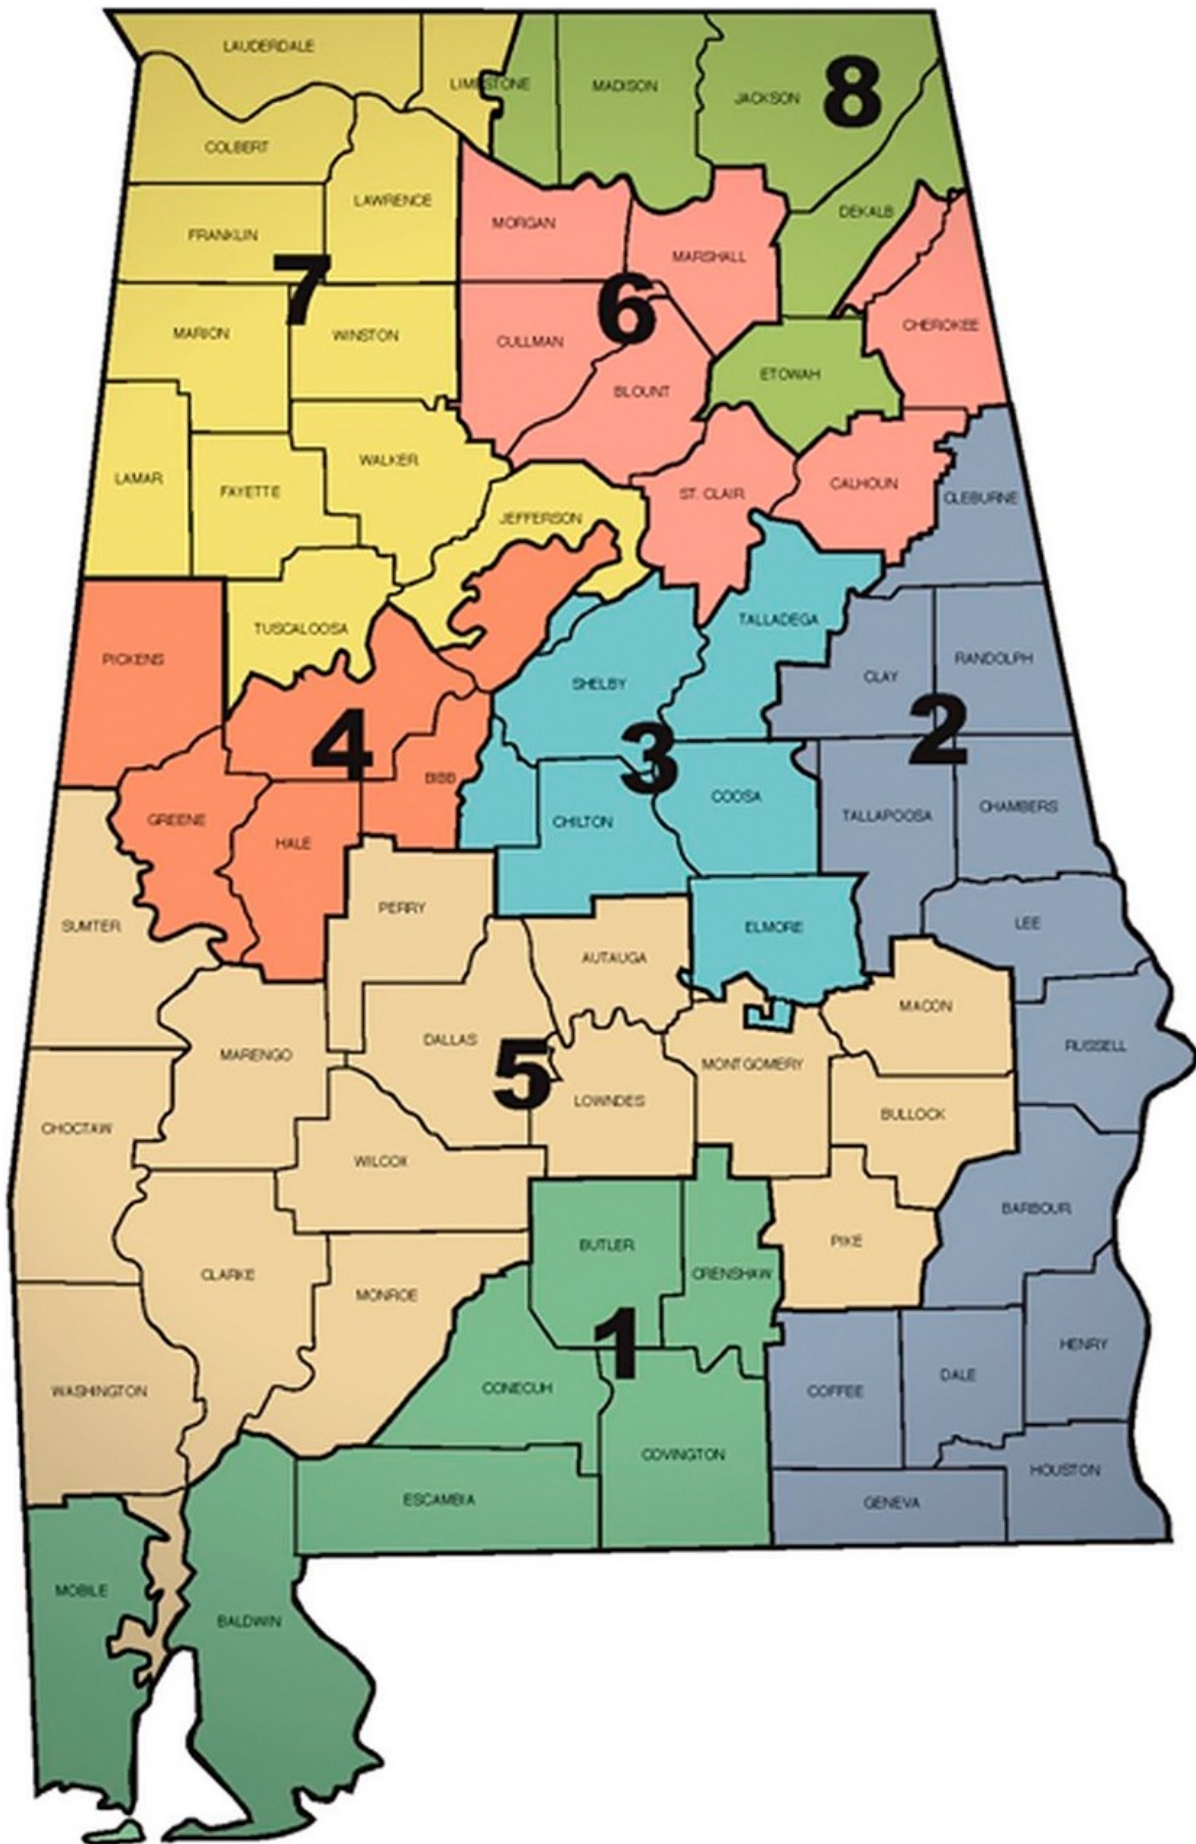 LAUDERDALE
LIMESTONE
MADISON
JACKSON
8
COLBERT
LAWRENCE
DEKALB
MORGAN
FRANKLIN
MARSHALL
7
6
CHEROKEE
MARION
WINSTON
CULLMAN
ETOWAH
BLOUNT
WALKER
LAMAR
FAYETTE
ST. CLAIR
CALHOUN
CLEBURNE
JEFFERSON
TALLADEGA
TUSCALOOSA
PICKENS
RANDOLPH
CLAY
SHELBY
2
4
3
BIBB
COOSA
CHAMBERS
TALLAPOOSA
GREENE
CHILTON
HALE
PERRY
LEE
SUMTER
ELMORE
AUTAUGA
MACON
DALLAS
RUSSELL
MARENGO
MONTGOMERY
5
LOWNDES
BULLOCK
CHOCTAW
WILCOX
BARBOUR
PIKE
BUTLER
CLARKE
CRENSHAW
MONROE
1
HENRY
DALE
CONECUH
WASHINGTON
COFFEE
COVINGTON
HOUSTON
ESCAMBIA
GENEVA
MOBILE
BALDWIN